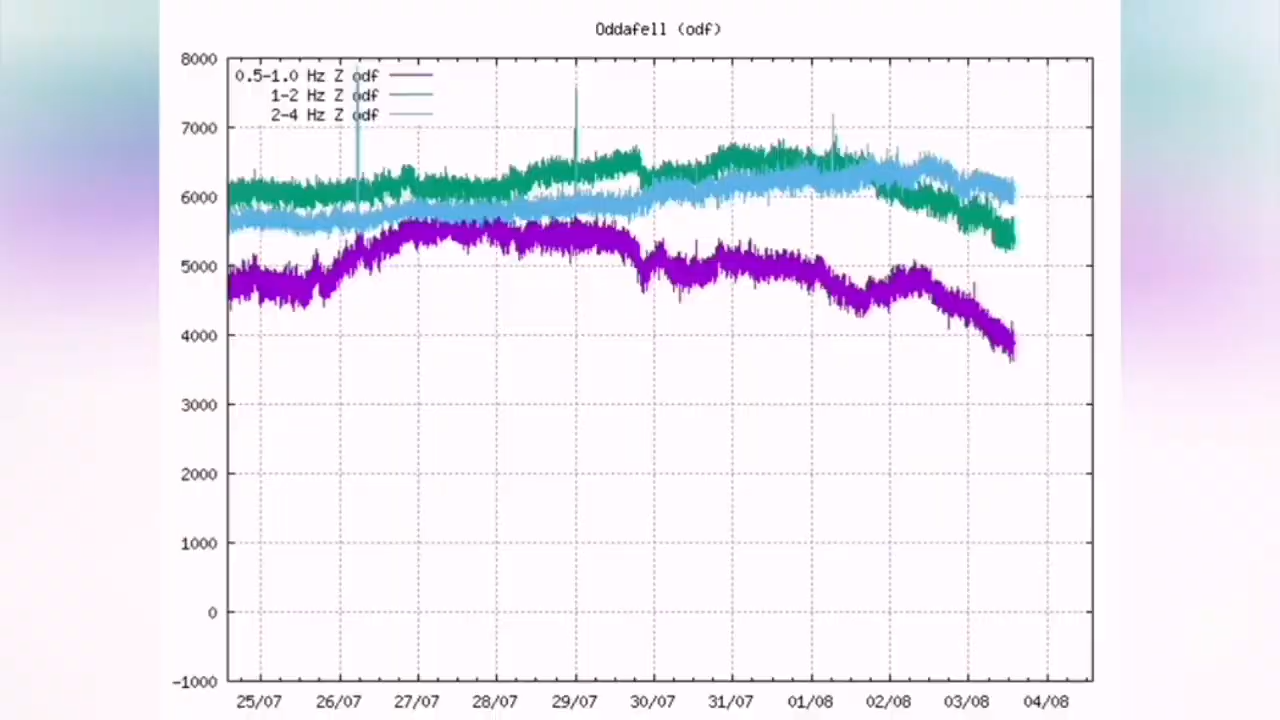 Oddafell (odf)
8000
0.5-1.0 Hz Z odf
1-2 Hz Z odf
2-4 Hz Z odf
7000
6000
5000
4000
3000
2000
1000
0
-1000
25/07 26/07 27/07 28/07 29/07 30/07 31/07 01/08 02/08 03/08 04/08